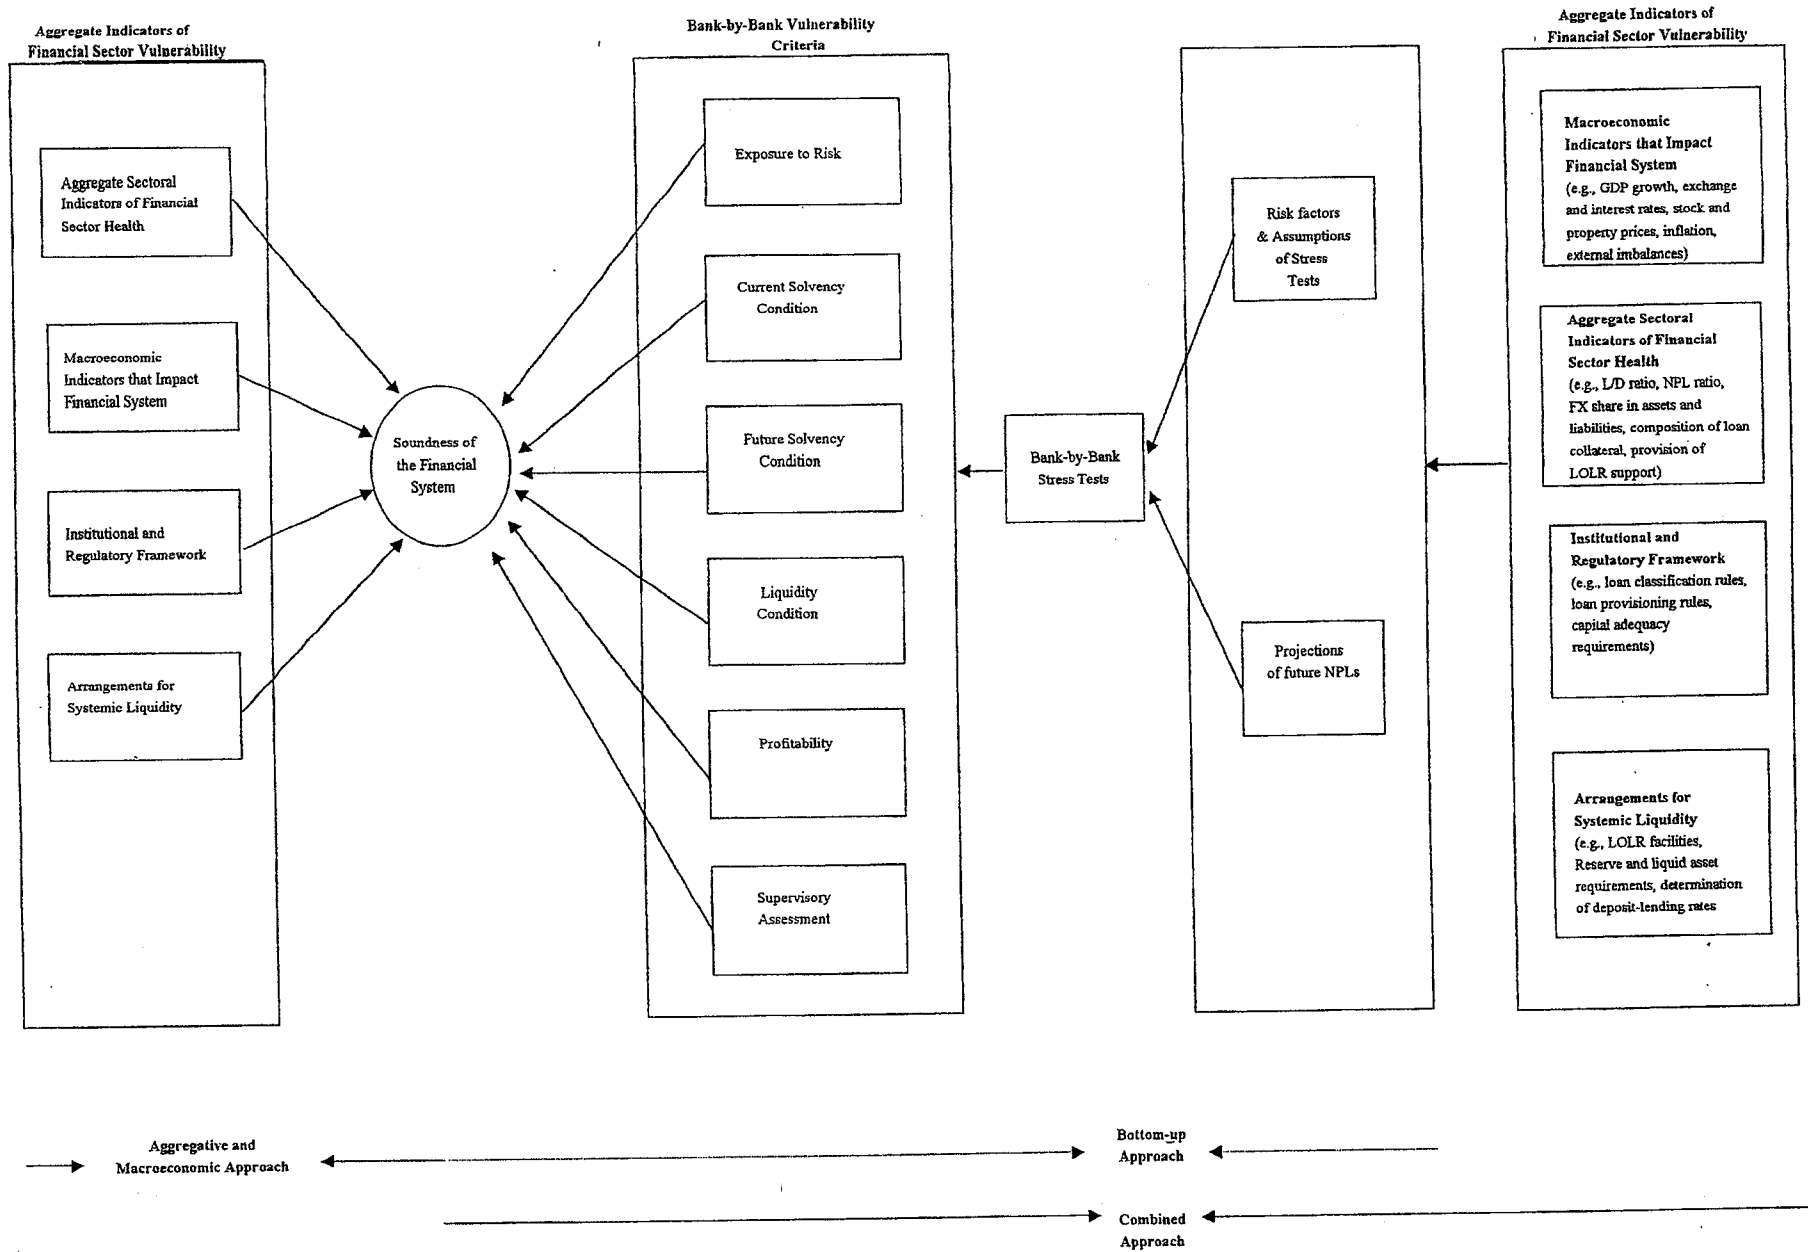 Aggregate Indicators of
Financial Sector Vulnerability
Aggregate Sectoral
Indicators of Financial
Sector Health
Macroeconomic
Indicators that Impact
Financial System
Institutional and
Regulatory Framework
Arrangements for
Systemic Liquidity
Soundness of
the Financial
System
Bank-by-Bank Vulnerability
Criteria
Exposure to Risk
Current Solvency
Condition
Future Solvency
Condition
Liquidity
Condition
Profitability
Supervisory
Assessment
Bank-by-Bank
Stress Tests
Risk factors
& Assumptions
of Stress
Tests
Projections
of future NPLs
Aggregate Indicators of
Financial Sector Vulnerability
Macroeconomic
Indicators that Impact
Financial System
(e.g., GDP growth, exchange
and interest rates, stock and
property prices, inflation,
external imbalances)
Aggregate Sectoral
Indicators of Financial
Sector Health
(e.g., L/D ratio, NPL ratio,
FX share in assets and
liabilities, composition of loan
collateral, provision of
LOLR support)
Institutional and
Regulatory Framework
(e.g., loan classification rules,
loan provisioning rules,
capital adequacy
requirements)
Arrangements for
Systemic Liquidity
(e.g., LOLR facilities,
Reserve and liquid asset
requirements, determination
of deposit-lending rates
Aggregative and
Macroeconomic Approach
Bottom-up
Approach
Combined
Approach